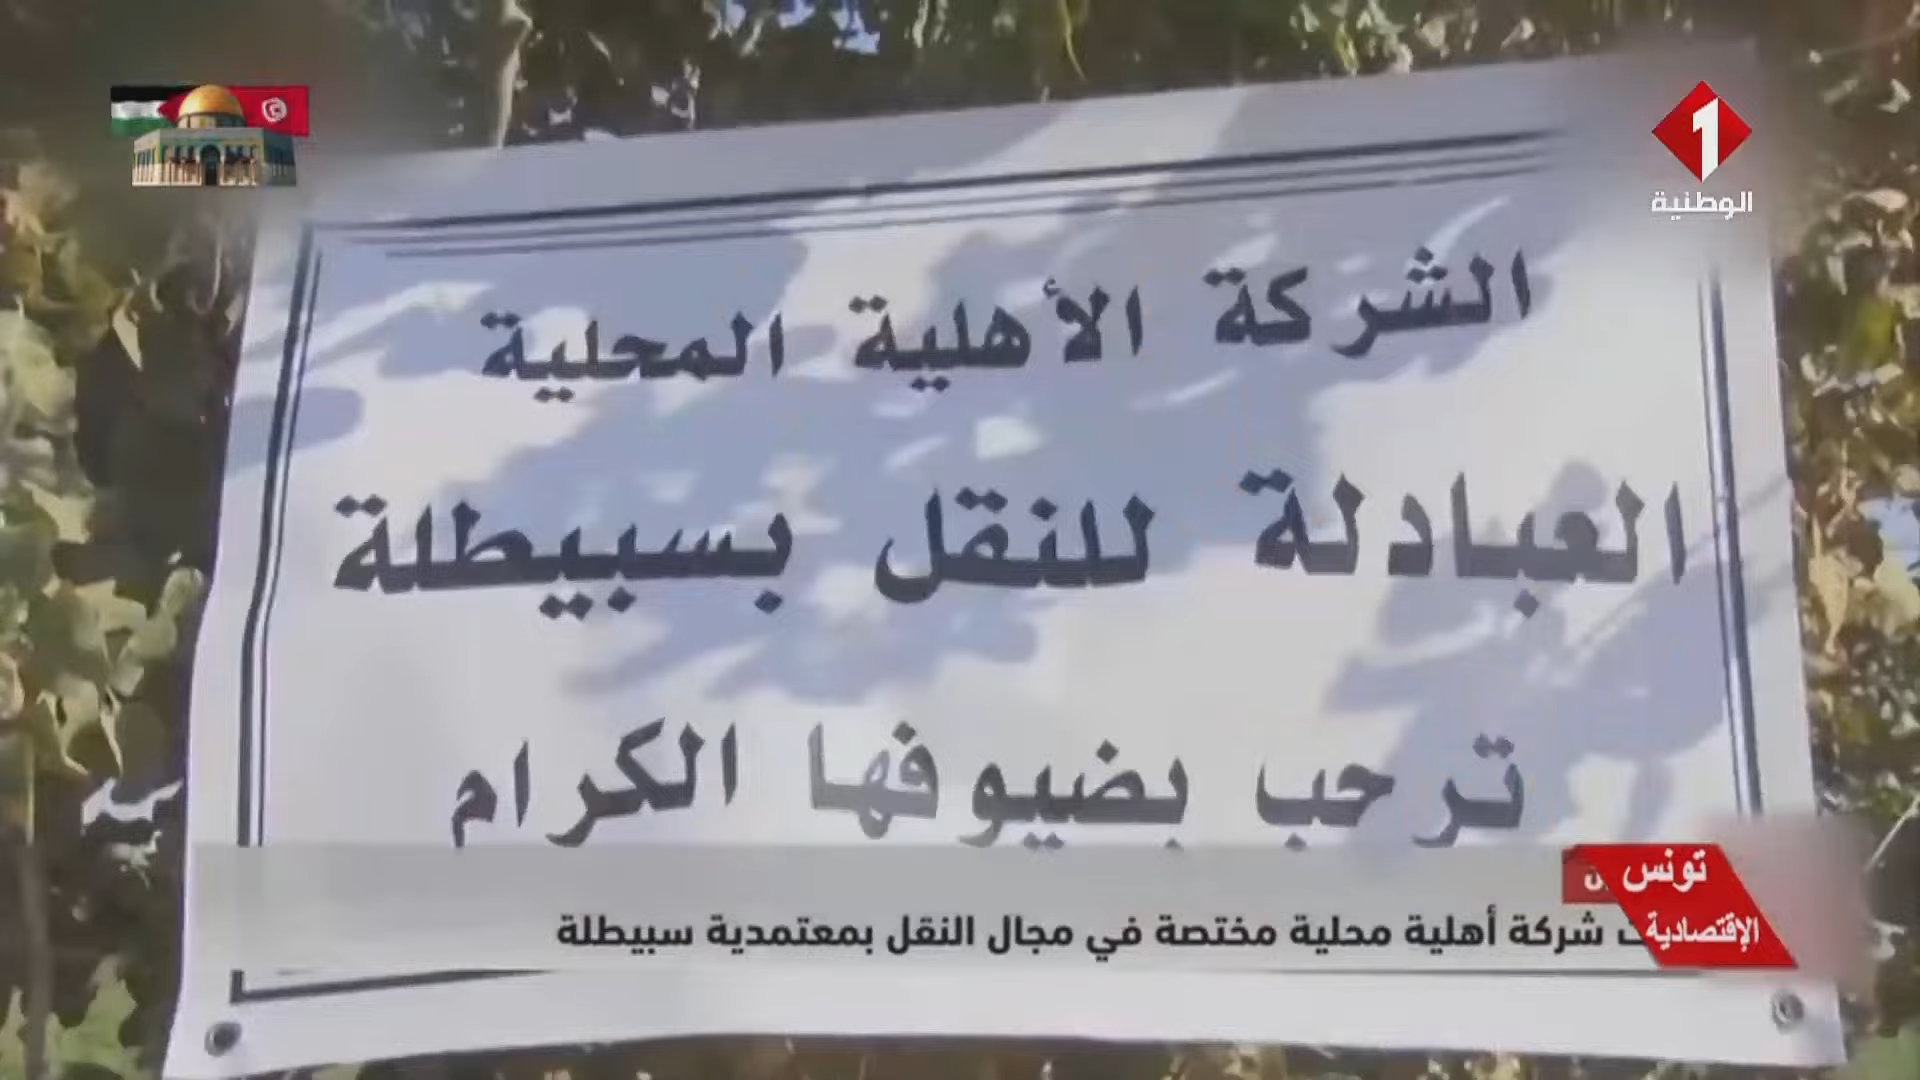 الوطنية
الشركة الأهلية المحلية
العبادلة للنقل بسبيطلة
ترحب بضيوفها الكرام
تونس
الإقتصادية
شركة أهلية محلية مختصة في مجال النقل بمعتمدية سبيطلة